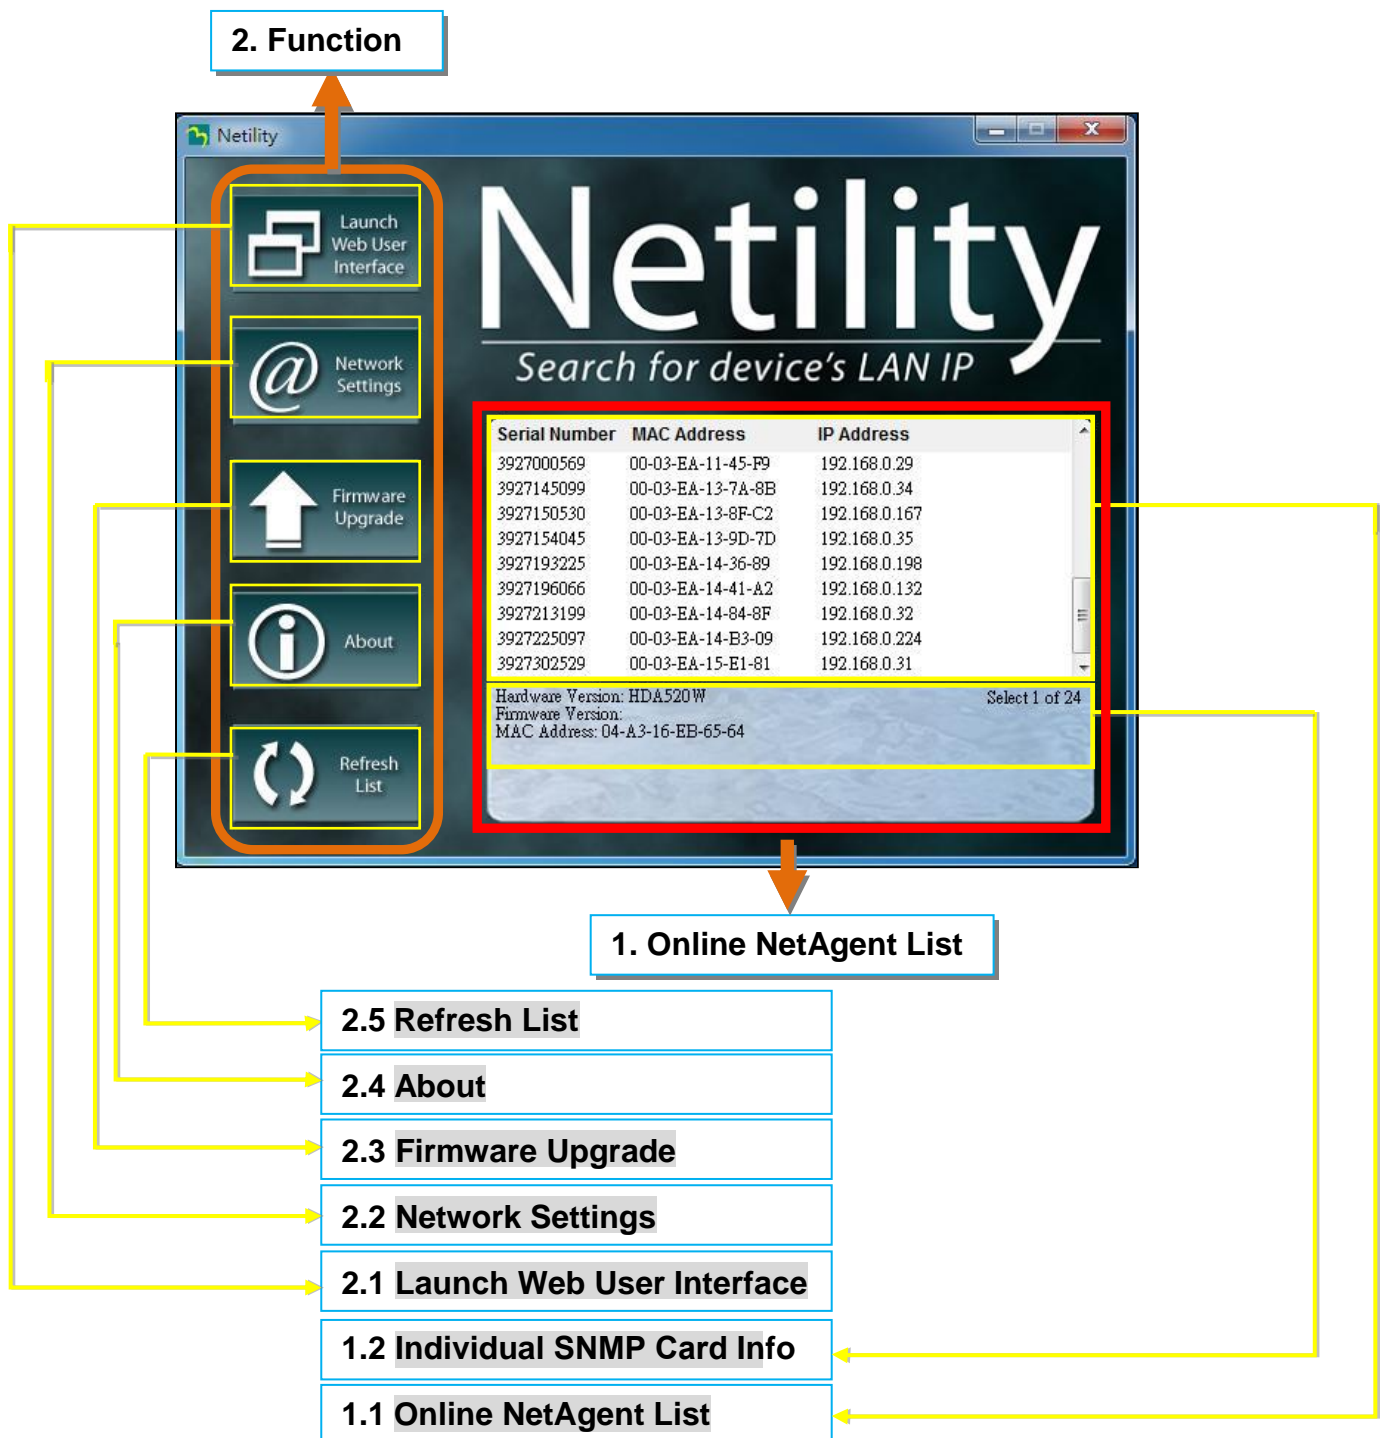 2. Function
Netility
Launch
Web User
Interface
Network
Settings
Firmware
Upgrade
About
Refresh
List
Netility
Search for device's LAN IP
Serial Number MAC Address IP Address
3927000569 00-03-EA-11-45-F9 192.168.0.29
3927145099 00-03-EA-13-7A-8B 192.168.0.34
3927150530 00-03-EA-13-8F-C2 192.168.0.167
3927154045 00-03-EA-13-9D-7D 192.168.0.35
3927193225 00-03-EA-14-36-89 192.168.0.198
3927196066 00-03-EA-14-41-A2 192.168.0.132
3927213199 00-03-EA-14-84-8F 192.168.0.32
3927225097 00-03-EA-14-B3-09 192.168.0.224
3927302529 00-03-EA-15-E1-81 192.168.0.31
Hardware Version: HDA520W Select 1 of 24
Firmware Version:
MAC Address: 04-A3-16-EB-65-64
1. Online NetAgent List
2.5 Refresh List
2.4 About
2.3 Firmware Upgrade
2.2 Network Settings
2.1 Launch Web User Interface
1.2 Individual SNMP Card Info
1.1 Online NetAgent List